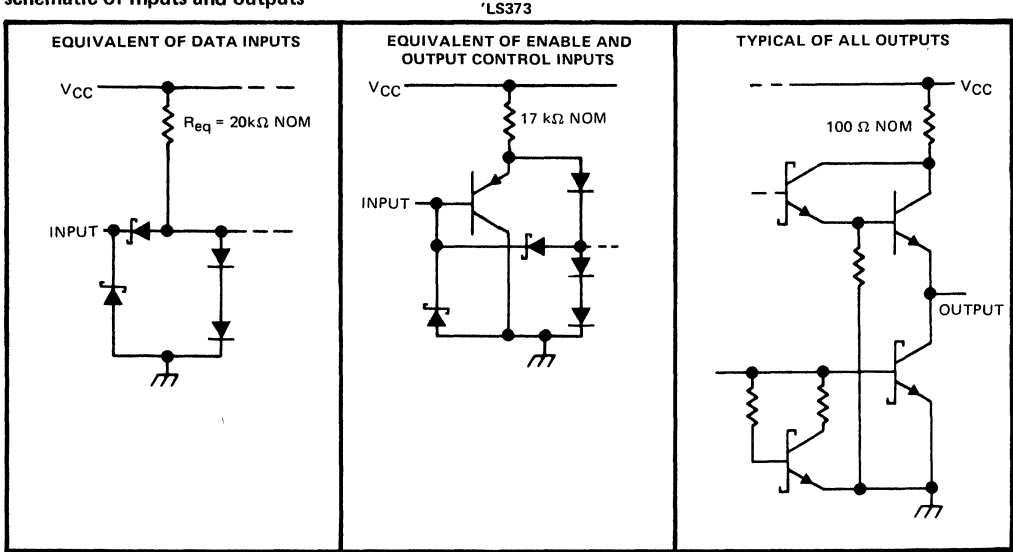 schematic of inputs and outputs
'LS373
EQUIVALENT OF DATA INPUTS
VCC
Req = 20kΩ NOM
INPUT
EQUIVALENT OF ENABLE AND
OUTPUT CONTROL INPUTS
VCC
17 kΩ NOM
INPUT
TYPICAL OF ALL OUTPUTS
VCC
100 Ω NOM
OUTPUT